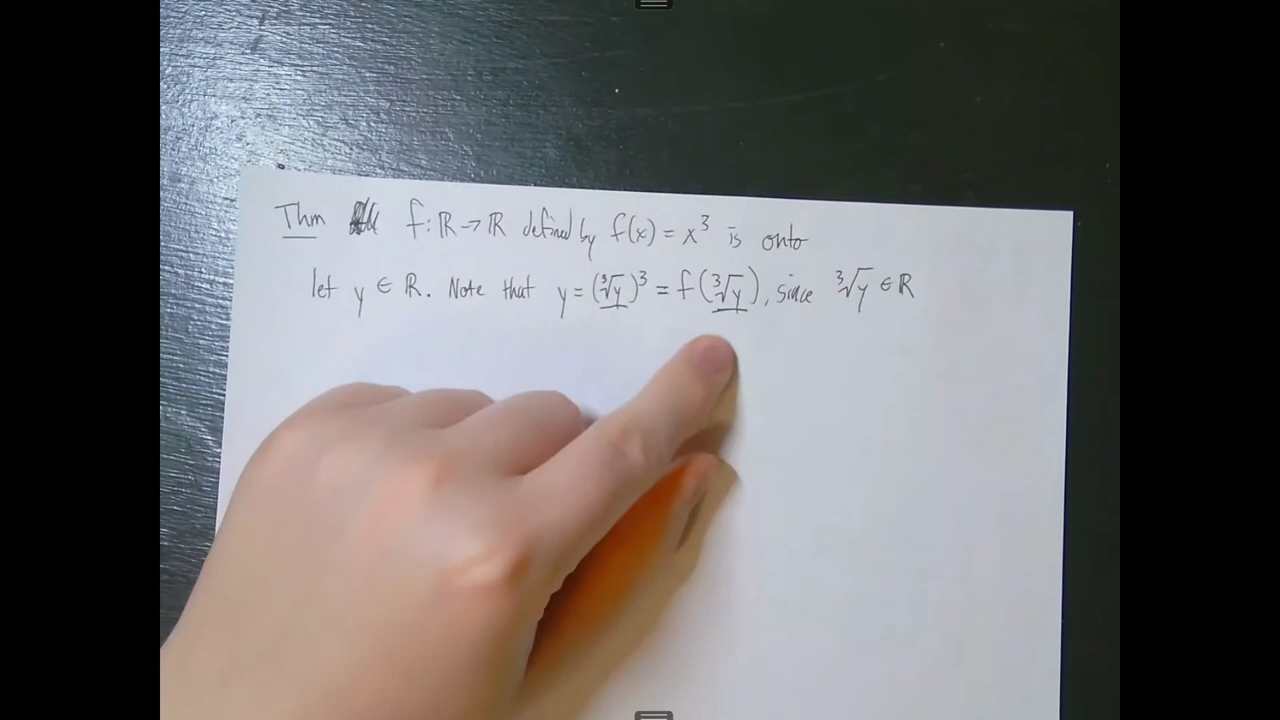 Thm f: ℝ → ℝ defined by f(x) = x³ is onto
let y ∈ ℝ. Note that y = (∛y)³ = f(∛y), since ∛y ∈ ℝ